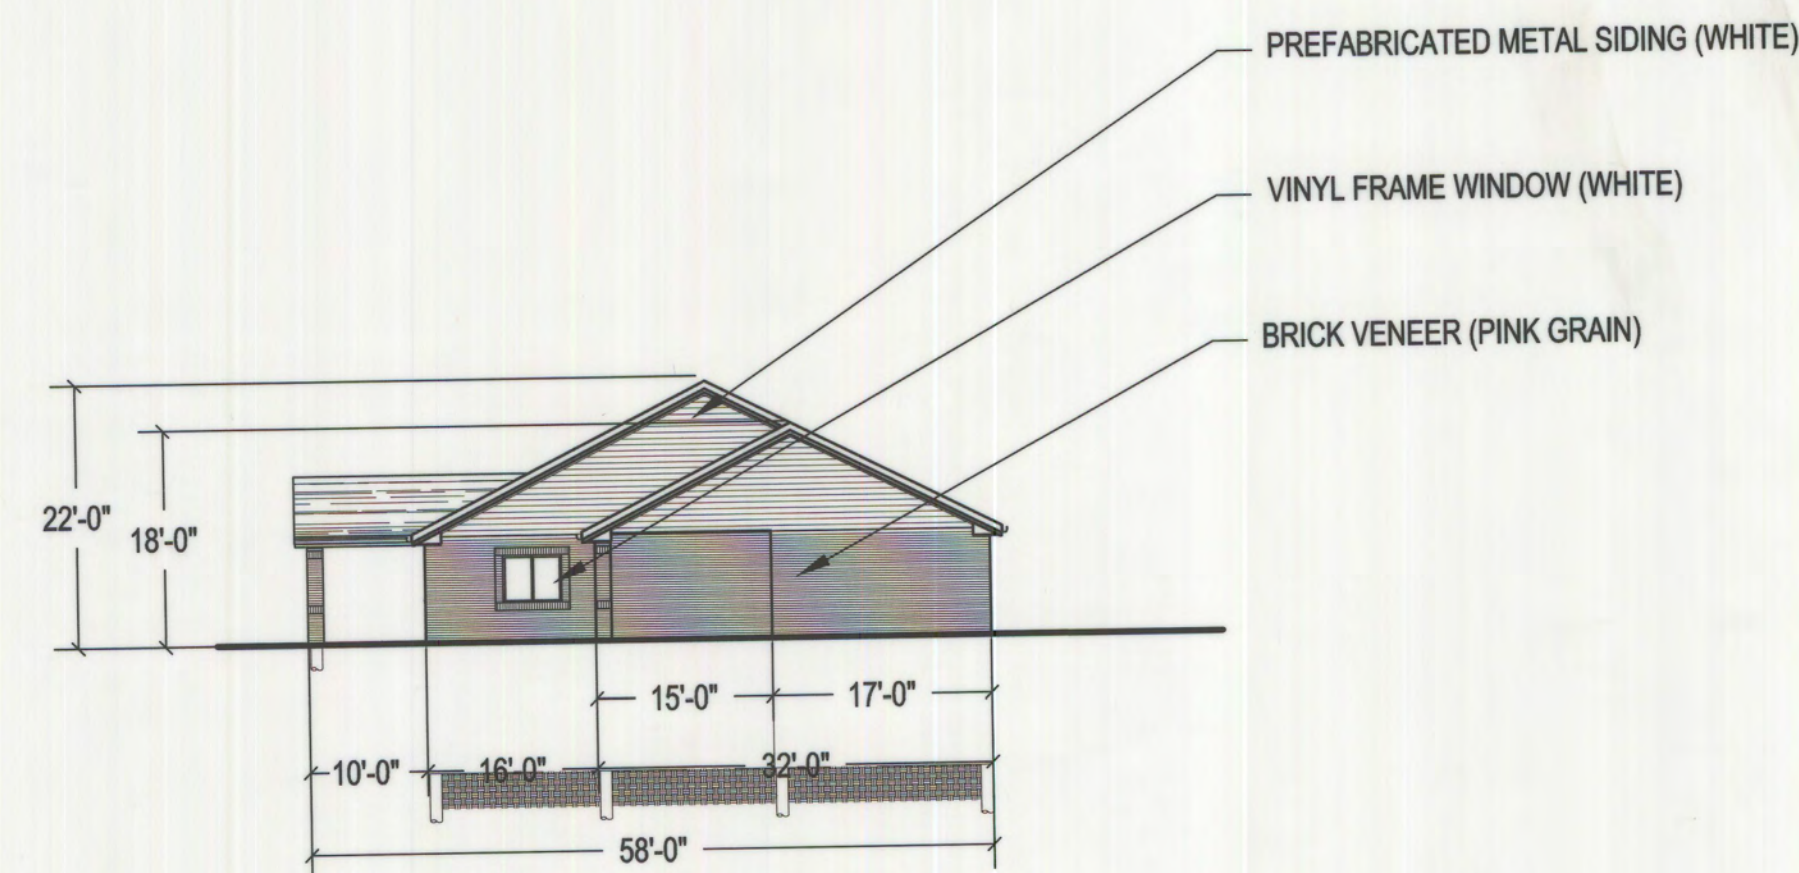 PREFABRICATED METAL SIDING (WHITE)
VINYL FRAME WINDOW (WHITE)
BRICK VENEER (PINK GRAIN)
22'-0"
18'-0"
15'-0"
17'-0"
10'-0"
16'-0"
32'-0"
58'-0"